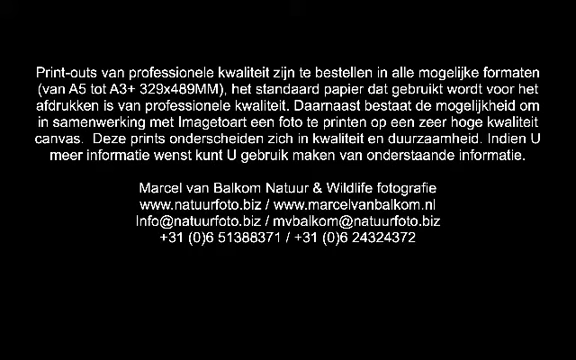 Print-outs van professionele kwaliteit zijn te bestellen in alle mogelijke formaten
(van A5 tot A3+ 329x489MM), het standaard papier dat gebruikt wordt voor het
afdrukken is van professionele kwaliteit. Daarnaast bestaat de mogelijkheid om
in samenwerking met Imagetoart een foto te printen op een zeer hoge kwaliteit
canvas. Deze prints onderscheiden zich in kwaliteit en duurzaamheid. Indien U
meer informatie wenst kunt U gebruik maken van onderstaande informatie.
Marcel van Balkom Natuur & Wildlife fotografie
www.natuurfoto.biz / www.marcelvanbalkom.nl
Info@natuurfoto.biz / mvbalkom@natuurfoto.biz
+31 (0)6 51388371 / +31 (0)6 24324372